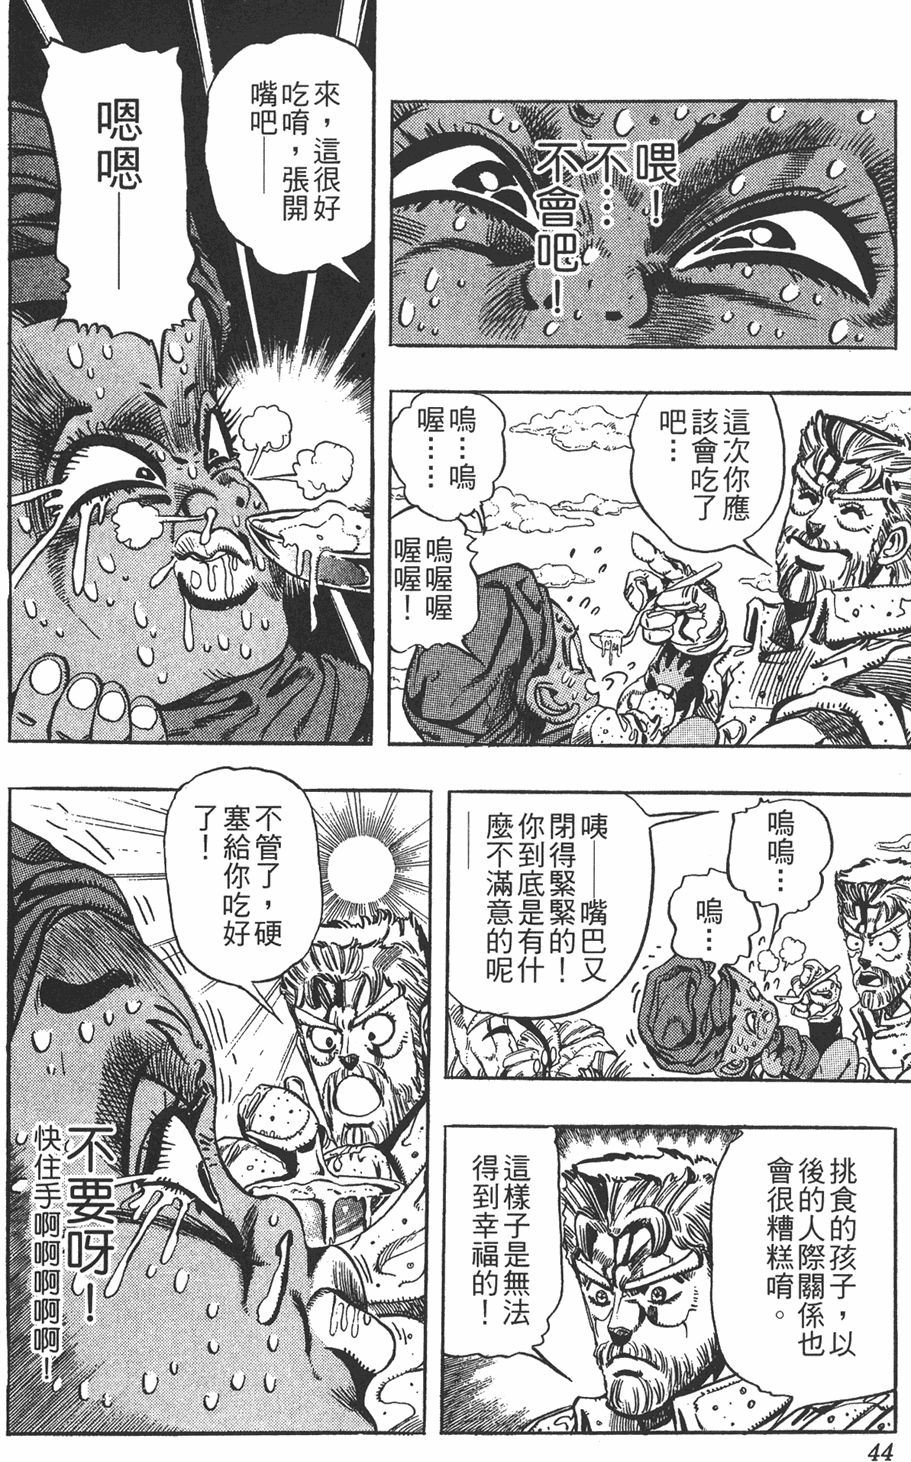 喂！
不…
不會吧！
這次你應
該會吃了
吧…
嗚…嗚
喔……
嗚喔喔
喔喔！
來，這很好
吃唷，張開
嘴吧——
嗯嗯——
嗚嗚…
嗚…
咦——嘴巴又
閉得緊緊的！
你到底是有什
麼不滿意的呢
——
挑食的孩子，以
後的人際關係也
會很糟糕唷。
這樣子是無法
得到幸福的！
不管了，硬
塞給你吃好
了！
不要呀！
快住手啊啊啊啊啊！
44